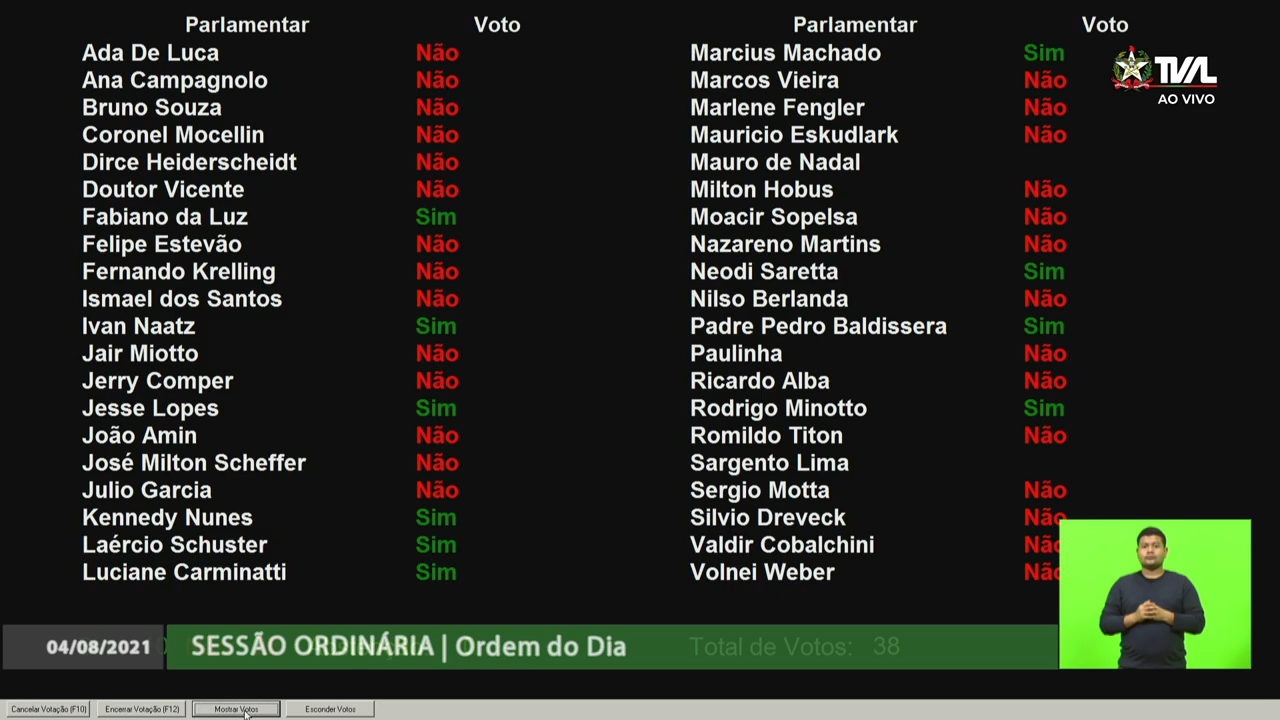 Parlamentar Voto Parlamentar Voto
Ada De Luca Não Marcius Machado Sim
Ana Campagnolo Não Marcos Vieira Não
Bruno Souza Não Marlene Fengler Não
Coronel Mocellin Não Mauricio Eskudlark Não
Dirce Heiderscheidt Não Mauro de Nadal
Doutor Vicente Não Milton Hobus Não
Fabiano da Luz Sim Moacir Sopelsa Não
Felipe Estevão Não Nazareno Martins Não
Fernando Krelling Não Neodi Saretta Sim
Ismael dos Santos Não Nilso Berlanda Não
Ivan Naatz Sim Padre Pedro Baldissera Sim
Jair Miotto Não Paulinha Não
Jerry Comper Não Ricardo Alba Não
Jesse Lopes Sim Rodrigo Minotto Sim
João Amin Não Romildo Titon Não
José Milton Scheffer Não Sargento Lima
Julio Garcia Não Sergio Motta Não
Kennedy Nunes Sim Silvio Dreveck Não
Laércio Schuster Sim Valdir Cobalchini Não
Luciane Carminatti Sim Volnei Weber Não
TVAL
AO VIVO
04/08/2021 SESSÃO ORDINÁRIA | Ordem do Dia Total de Votos: 38
Cancelar Votação (F10) Encerrar Votação (F12) Mostrar Votos Esconder Votos